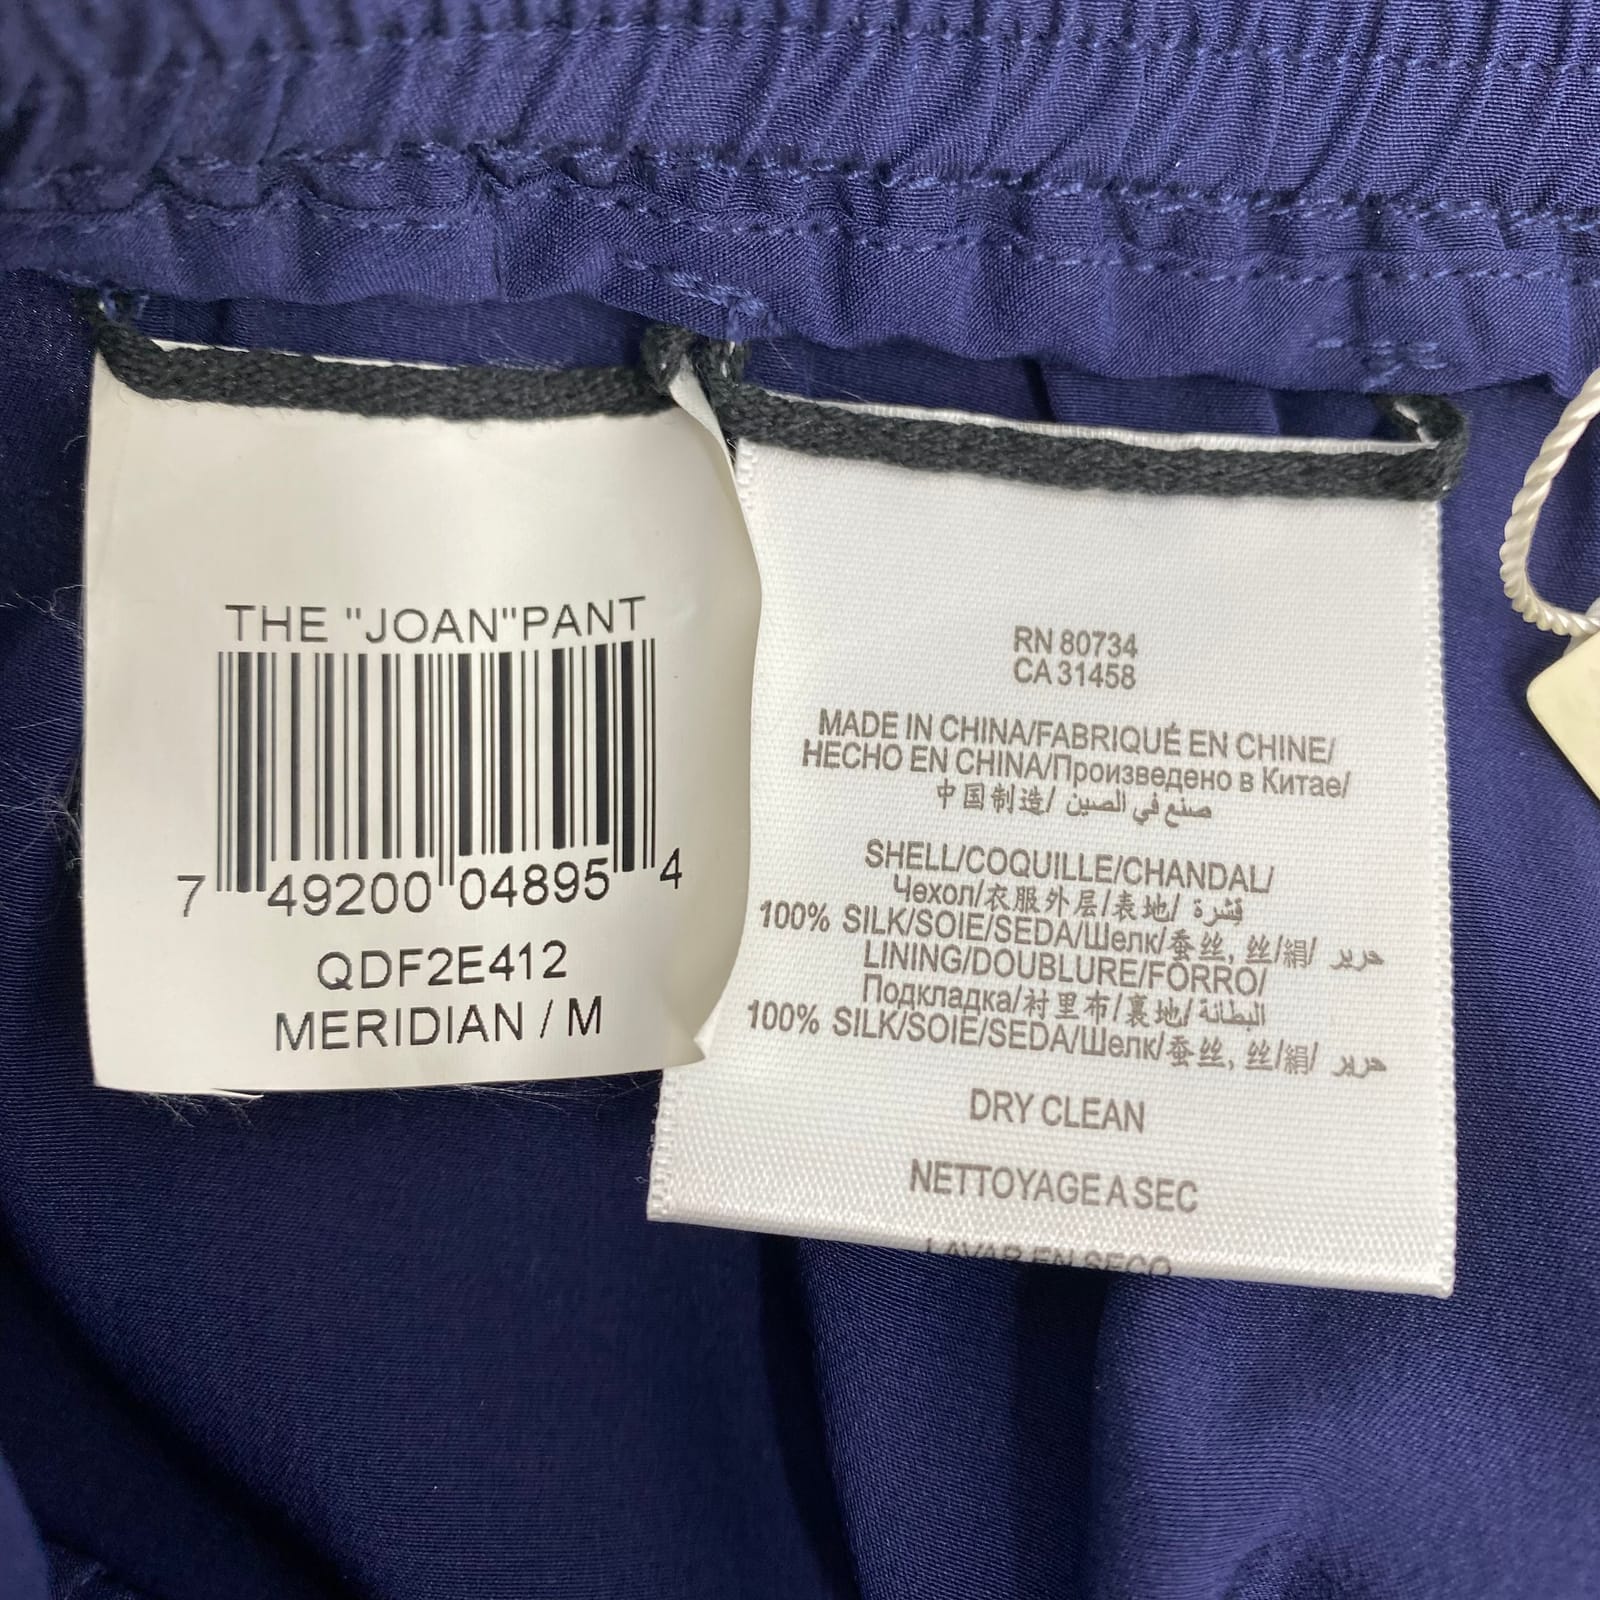 THE "JOAN"PANT
7 49200 04895 4
QDF2E412
MERIDIAN / M
RN 80734
CA 31458
MADE IN CHINA/FABRIQUÉ EN CHINE/
HECHO EN CHINA/Произведено в Китае/
中国制造/ صنع في الصين
SHELL/COQUILLE/CHANDAL/
Чехол/衣服外层/表地/ قشرة
100% SILK/SOIE/SEDA/Шелк/蚕丝, 丝/絹/ حرير
LINING/DOUBLURE/FORRO/
Подкладка/衬里布/裏地/ البطانة
100% SILK/SOIE/SEDA/Шелк/蚕丝, 丝/絹/ حرير
DRY CLEAN
NETTOYAGE A SEC
LAVAR EN SECO